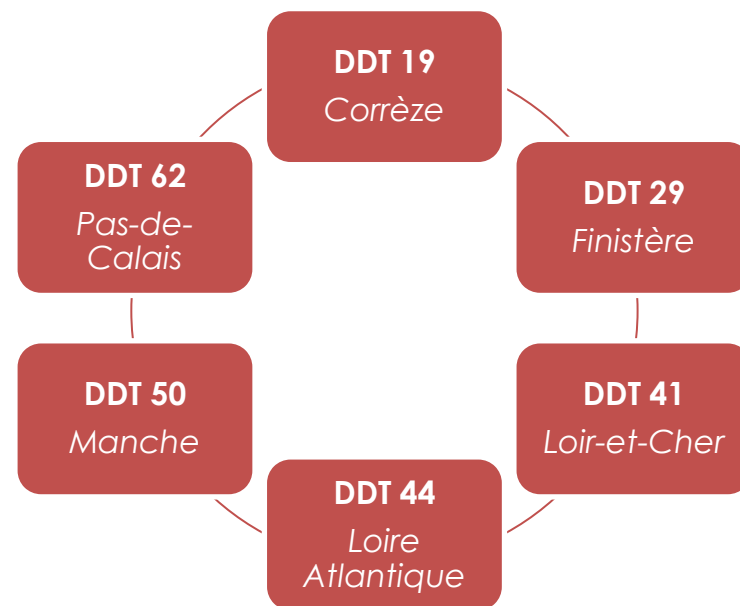 DDT 19
Corrèze
DDT 29
Finistère
DDT 41
Loir-et-Cher
DDT 44
Loire
Atlantique
DDT 50
Manche
DDT 62
Pas-de-
Calais